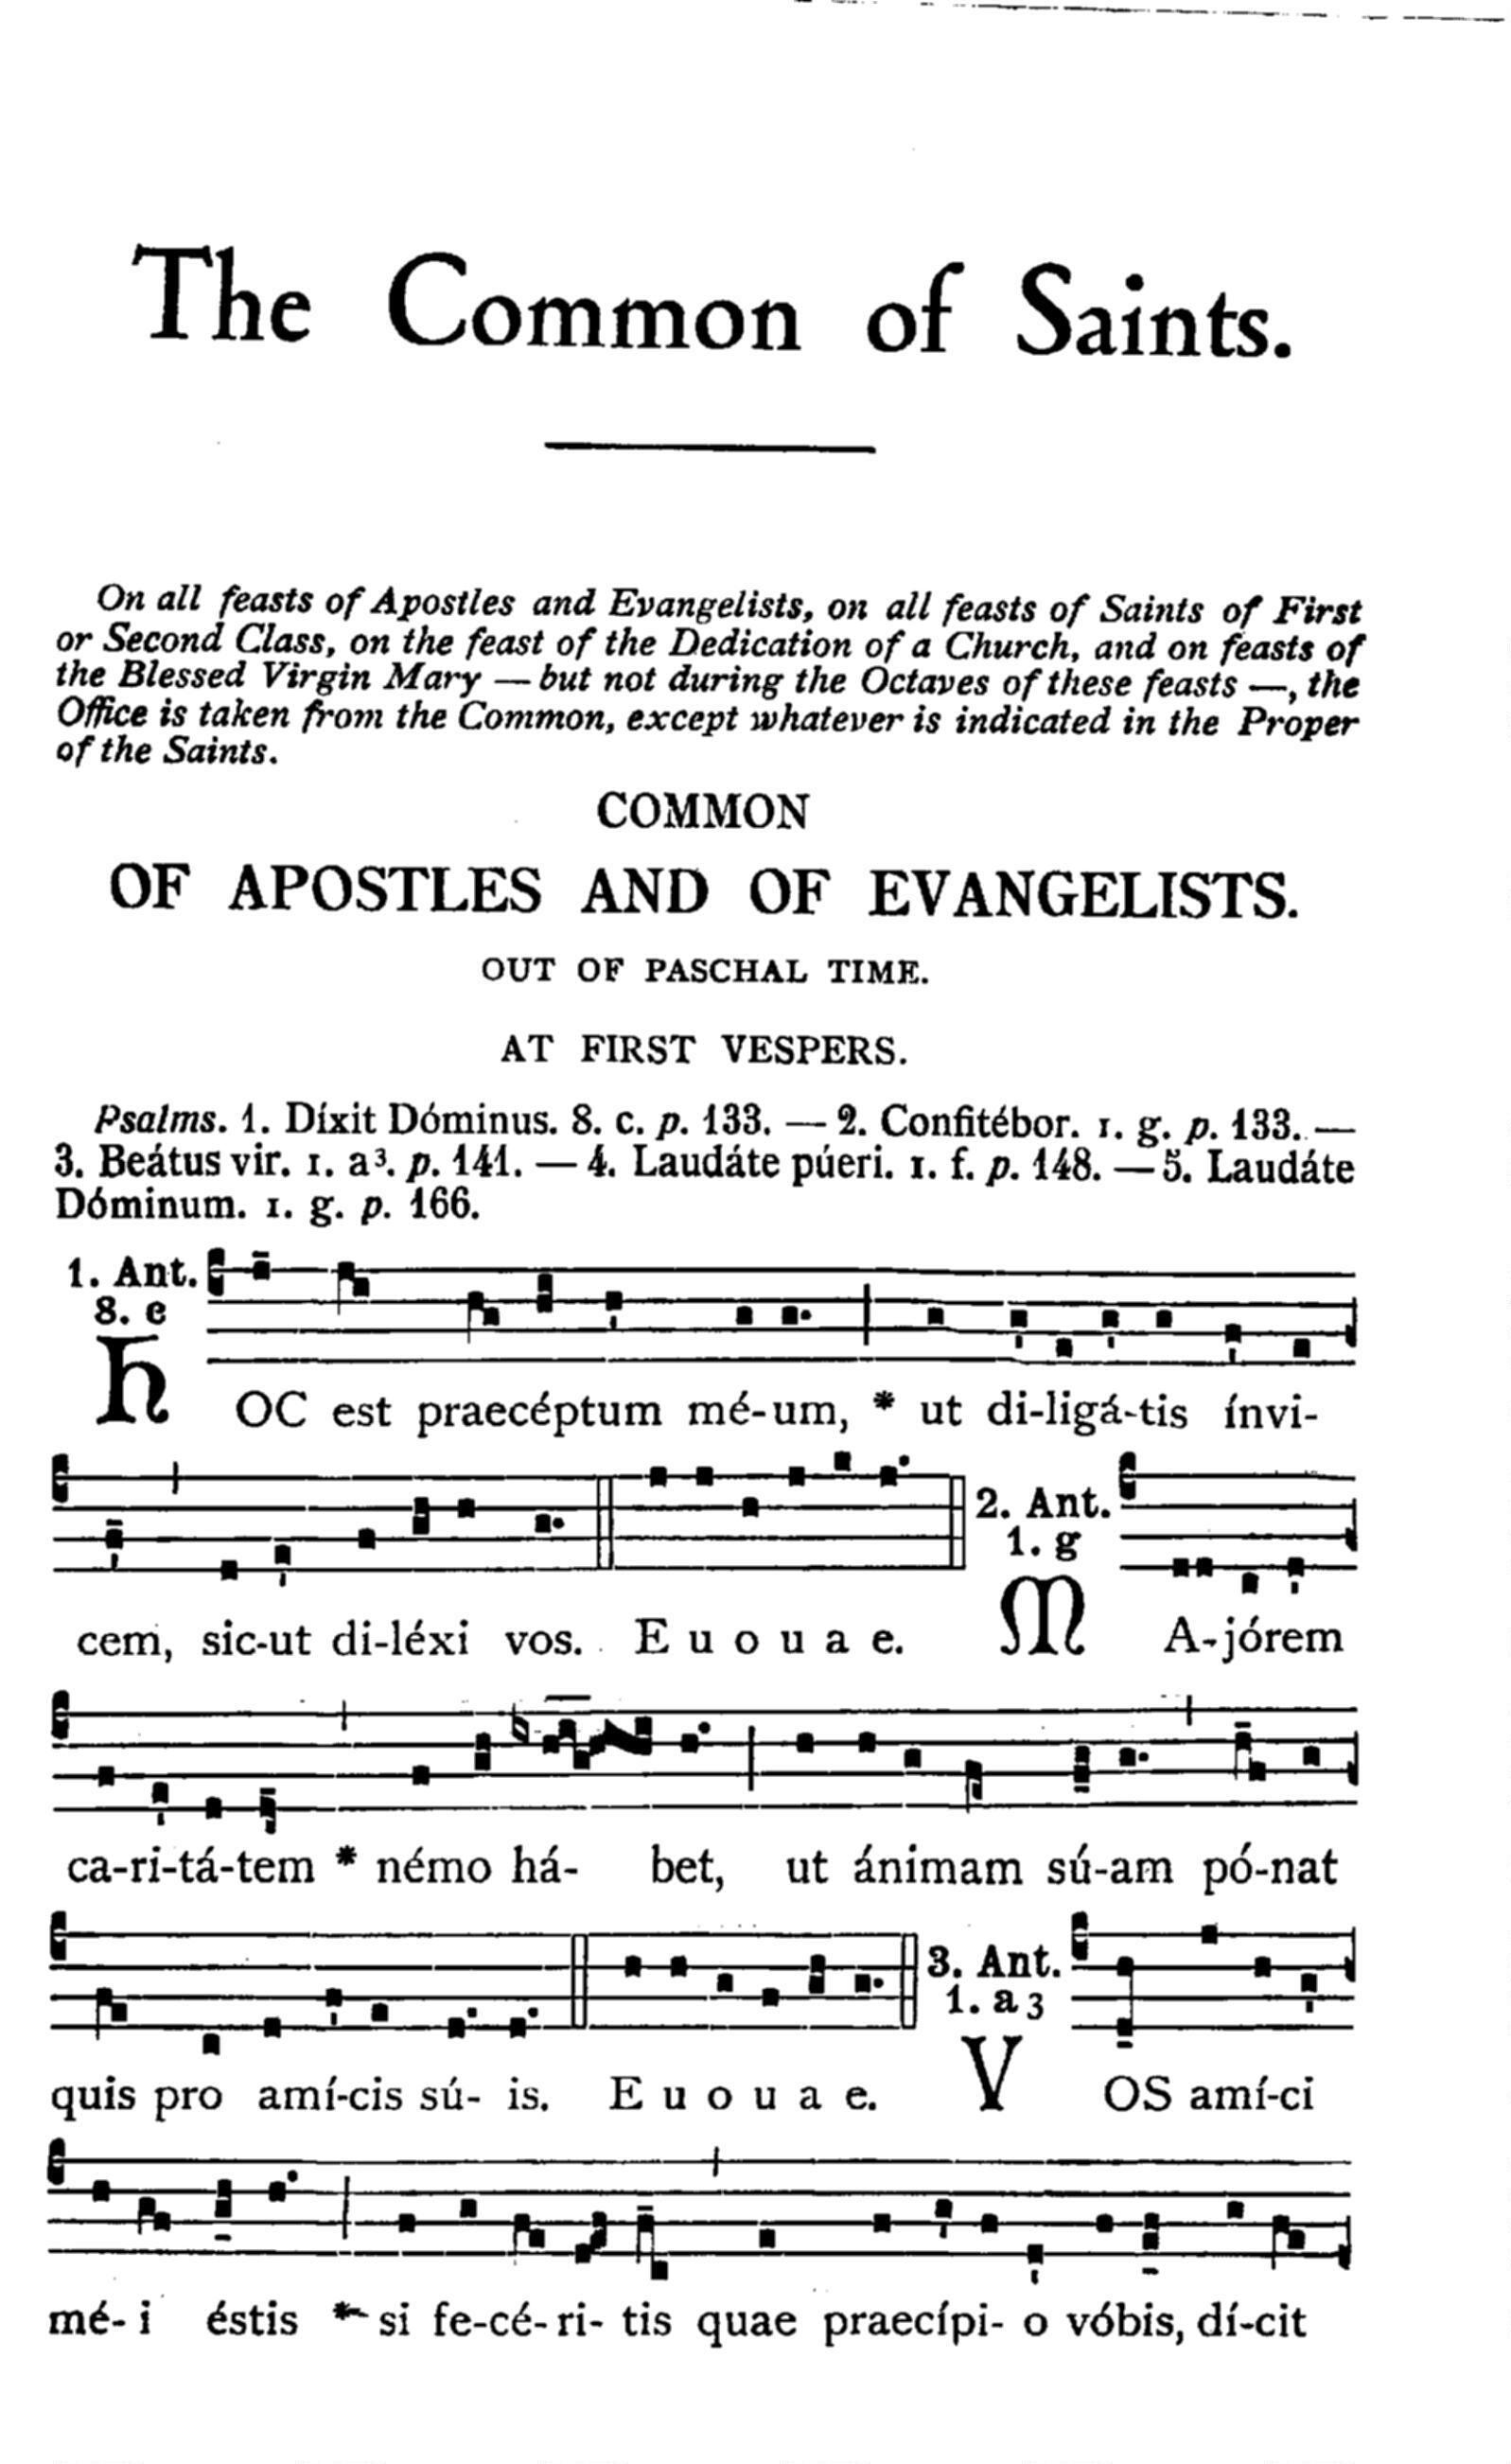 The Common of Saints.
On all feasts of Apostles and Evangelists, on all feasts of Saints of First
or Second Class, on the feast of the Dedication of a Church, and on feasts of
the Blessed Virgin Mary — but not during the Octaves of these feasts —, the
Office is taken from the Common, except whatever is indicated in the Proper
of the Saints.
COMMON
OF APOSTLES AND OF EVANGELISTS.
OUT OF PASCHAL TIME.
AT FIRST VESPERS.
Psalms. 1. Díxit Dóminus. 8. c. p. 133. — 2. Confitébor. 1. g. p. 133. —
3. Beátus vir. 1. a³. p. 141. — 4. Laudáte púeri. 1. f. p. 148. — 5. Laudáte
Dóminum. 1. g. p. 166.
1. Ant.
8. c
HOC est praecéptum mé-um, * ut di-ligá-tis ínvi-
2. Ant.
1. g
cem, sic-ut di-léxi vos. E u o u a e. MA-jórem
ca-ri-tá-tem * némo há- bet, ut ánimam sú-am pó-nat
3. Ant.
1. a 3
quis pro amí-cis sú- is. E u o u a e. VOS amí-ci
mé- i éstis * si fe-cé-ri- tis quae praecípi- o vóbis, dí-cit